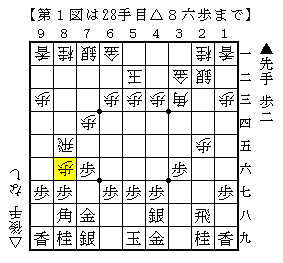 【第１図は28手目△８六歩まで】
９ ８ ７ ６ ５ ４ ３ ２ １
香 桂 銀 金 桂 香 一
王 金 銀 二
歩 歩 歩 歩 角 歩 三
歩 四
飛 歩 五
歩 歩 歩 六
歩 歩 歩 歩 歩 歩 歩 七
角 金 銀 飛 八
香 桂 銀 王 金 桂 香 九
▲先手 歩二
△後手 なし